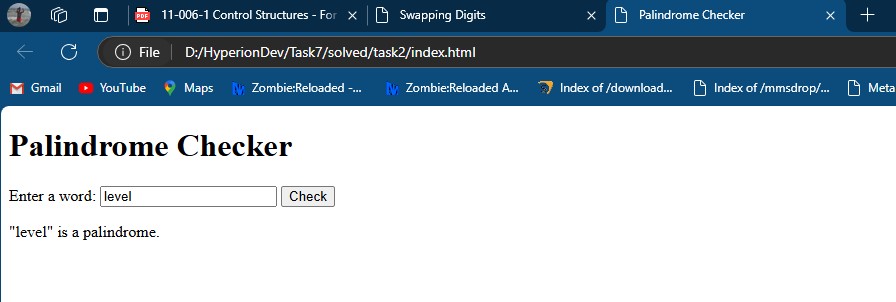 PDF 11-006-1 Control Structures - For Swapping Digits Palindrome Checker
File D:/HyperionDev/Task7/solved/task2/index.html
Gmail YouTube Maps Zombie:Reloaded -... Zombie:Reloaded A... Index of /download... Index of /mmsdrop/... Meta
Palindrome Checker
Enter a word: level Check
"level" is a palindrome.